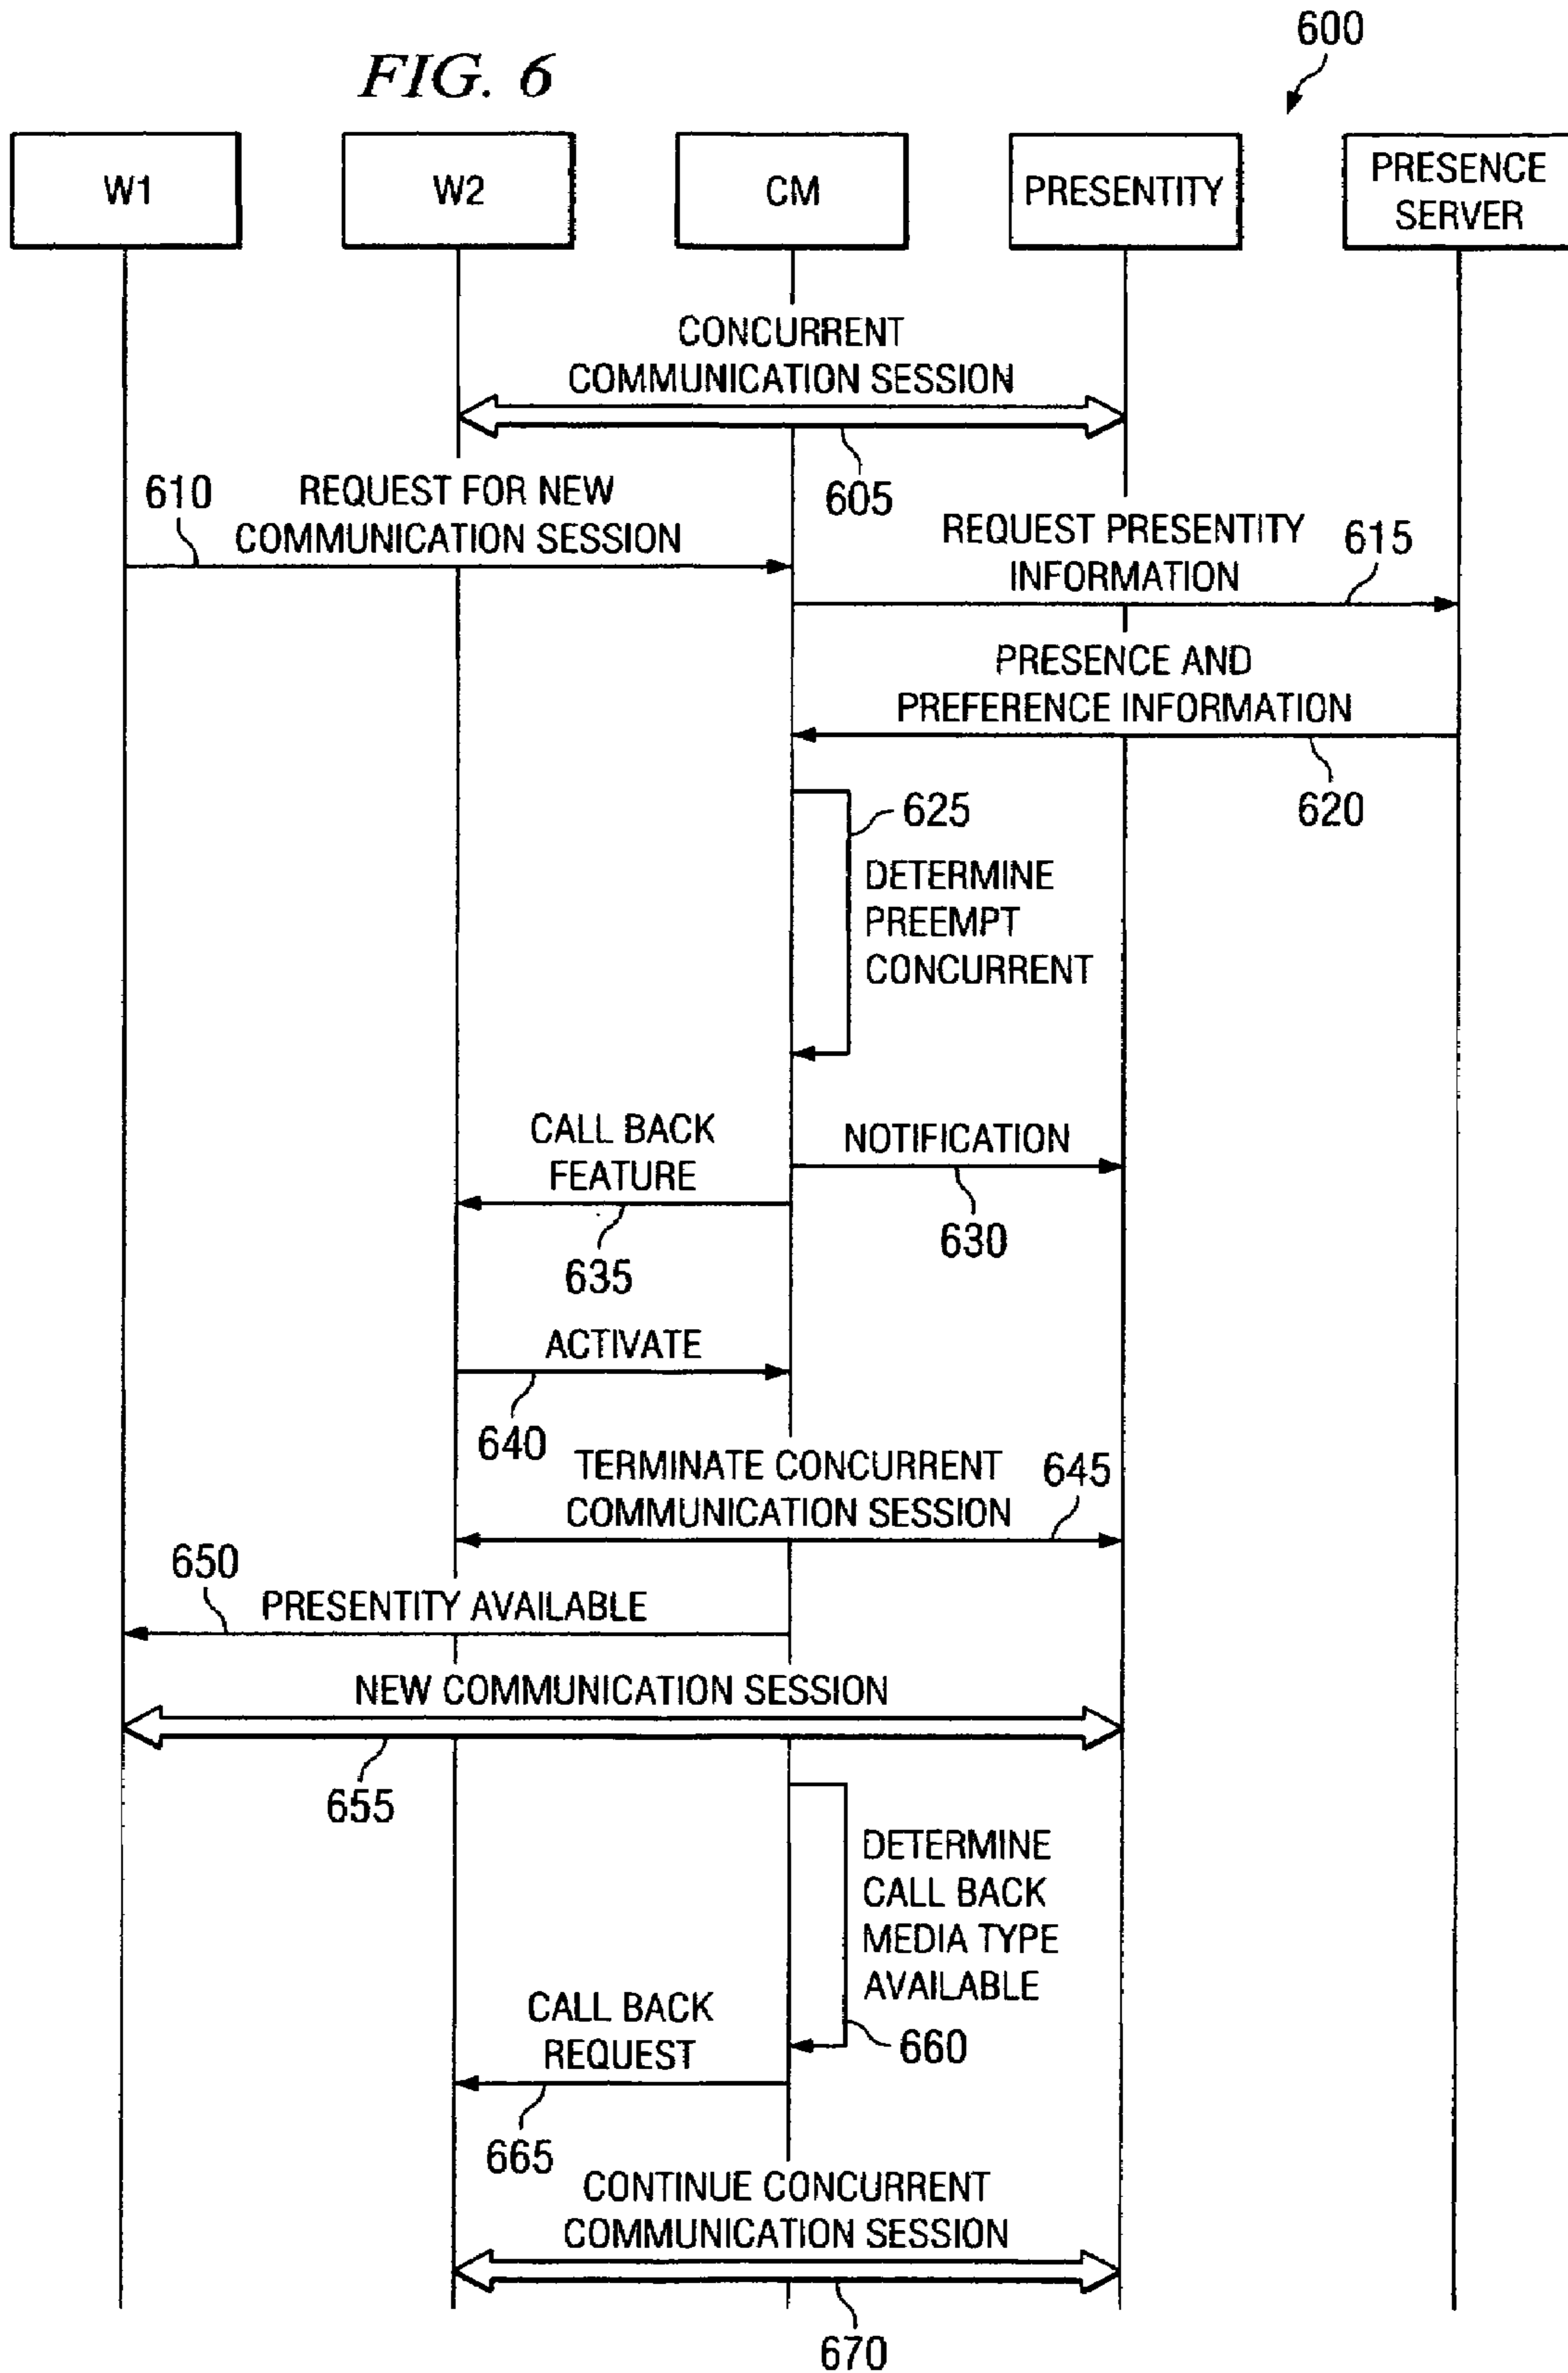 FIG. 6
600
W1
W2
CM
PRESENTITY
PRESENCE
SERVER
CONCURRENT
COMMUNICATION SESSION
605
610
REQUEST FOR NEW
COMMUNICATION SESSION
REQUEST PRESENTITY
INFORMATION
615
PRESENCE AND
PREFERENCE INFORMATION
620
625
DETERMINE
PREEMPT
CONCURRENT
CALL BACK
FEATURE
635
NOTIFICATION
630
ACTIVATE
640
TERMINATE CONCURRENT
COMMUNICATION SESSION
645
650
PRESENTITY AVAILABLE
NEW COMMUNICATION SESSION
655
DETERMINE
CALL BACK
MEDIA TYPE
AVAILABLE
660
CALL BACK
REQUEST
665
CONTINUE CONCURRENT
COMMUNICATION SESSION
670